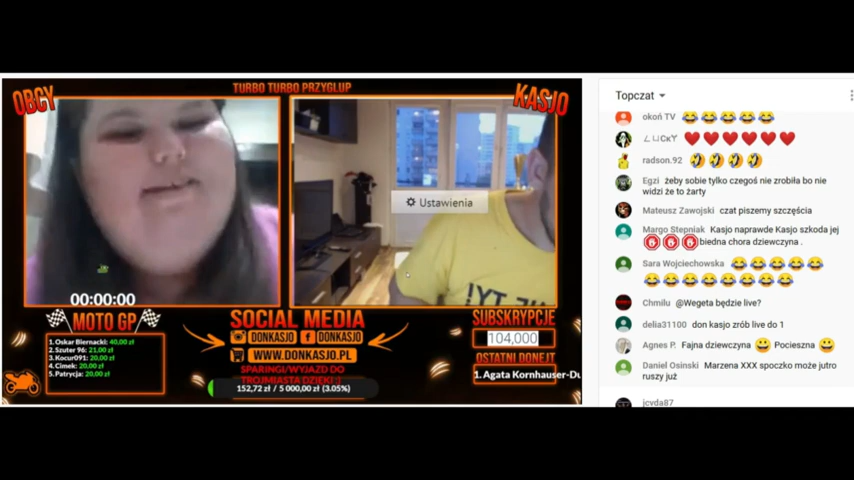 OBCY
TURBO TURBO PRZYGŁUP
KASJO
Ustawienia
00:00:00
MOTO GP
1. Oskar Biernacki: 40,00 zł
2. Szuter 96: 21,00 zł
3. Kocur091: 20,00 zł
4. Cimek: 20,00 zł
5. Patrycja: 20,00 zł
SOCIAL MEDIA
DONKASJO DONKASJO
WWW.DONKASJO.PL
SPARINGI/WYJAZD DO
TROJMIASTA DZIĘKI :)
152,72 zł / 5 000,00 zł (3.05%)
SUBSKRYPCJE
104,000
OSTATNI DONEJT
1. Agata Kornhauser-Du
Topczat
okoń TV 😂😂😂😂😂
ㄥㄩCKY ❤❤❤❤❤❤
radson.92 🤣🤣🤣🤣
Egzi żeby sobie tylko czegoś nie zrobiła bo nie
widzi że to żarty
Mateusz Zawojski czat piszemy szczęścia
Margo Stepniak Kasjo naprawde Kasjo szkoda jej
biedna chora dziewczyna .
Sara Wojciechowska 😂😂😂😂😂
😂😂😂😂😂😂😂😂
Chmilu @Wegeta będzie live?
delia31100 don kasjo zrób live do 1
Agnes P. Fajna dziewczyna 😀 Pocieszna 😀
Daniel Osinski Marzena XXX spoczko może jutro
ruszy już
jcvda87